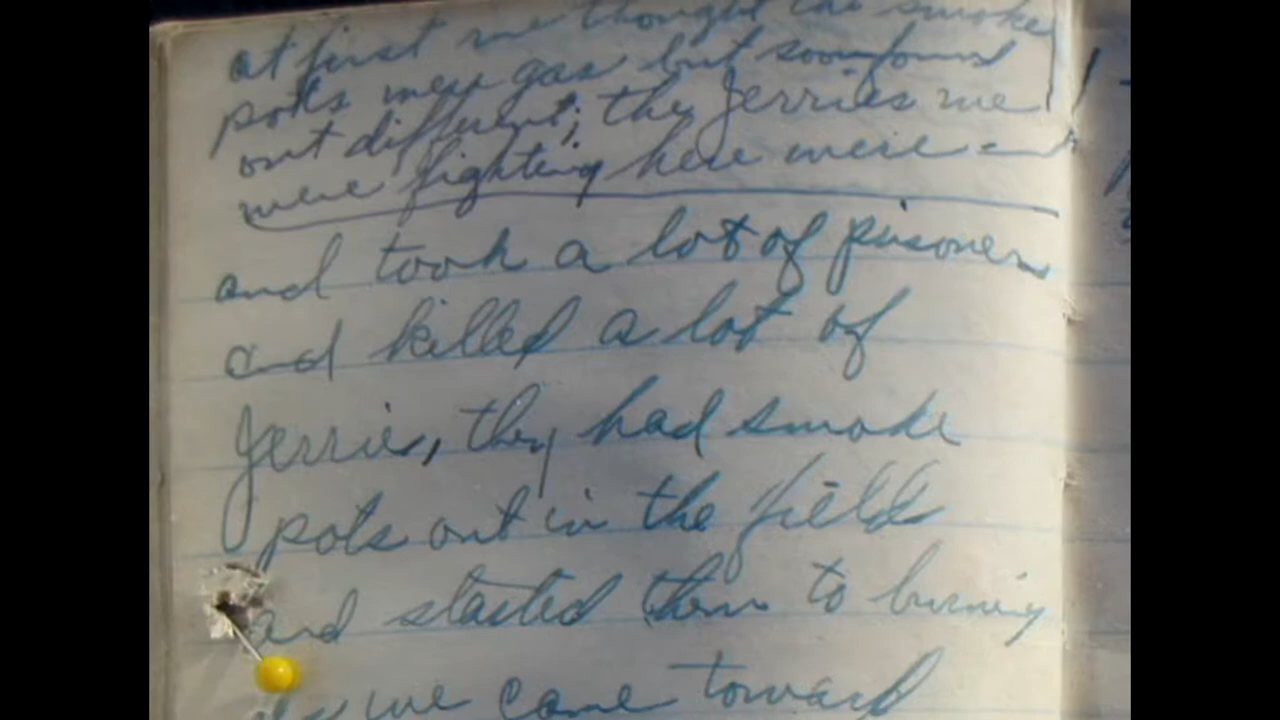 at first we thought the smoke
pots were gas but soon found
out different; the Jerries we
were fighting here were
and took a lot of prisoners
and killed a lot of
Jerries, they had smoke
pots out in the fields
and started them to burning
as we came toward